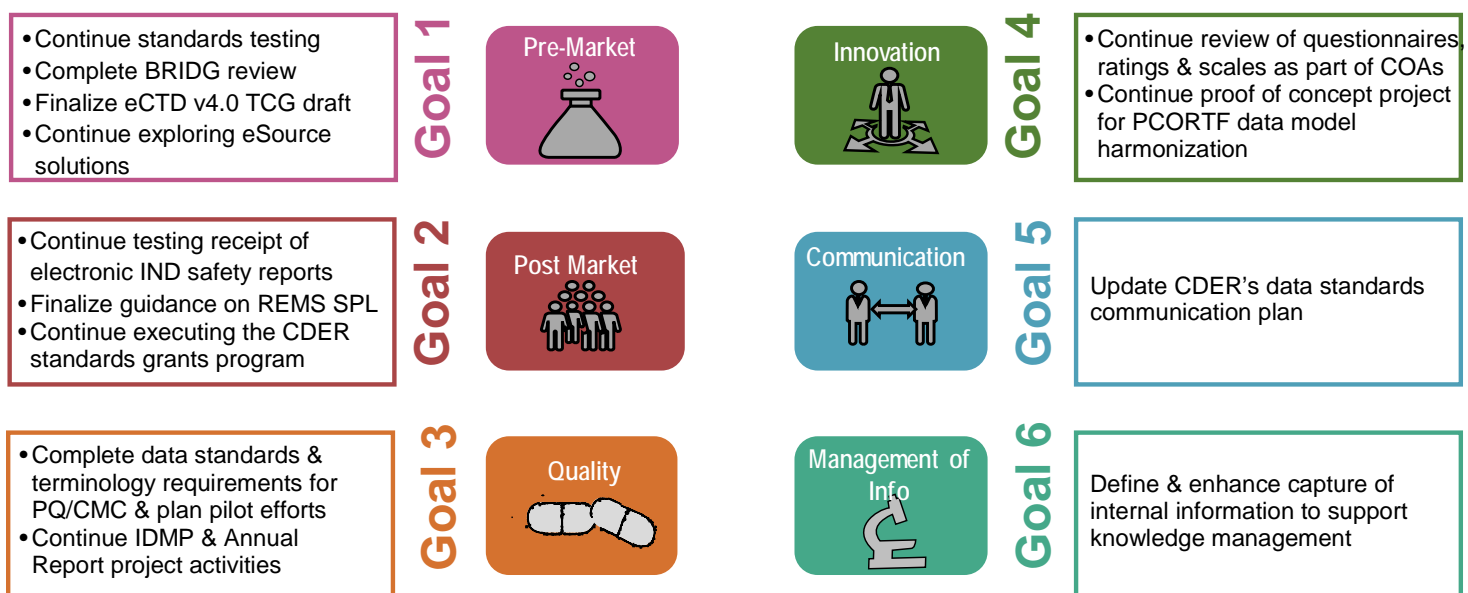 • Continue standards testing
• Complete BRIDG review
• Finalize eCTD v4.0 TCG draft
• Continue exploring eSource
solutions
Goal 1
Pre-Market
• Continue testing receipt of
electronic IND safety reports
• Finalize guidance on REMS SPL
• Continue executing the CDER
standards grants program
Goal 2
Post Market
• Complete data standards &
terminology requirements for
PQ/CMC & plan pilot efforts
• Continue IDMP & Annual
Report project activities
Goal 3
Quality
Innovation
Goal 4
• Continue review of questionnaires,
ratings & scales as part of COAs
• Continue proof of concept project
for PCORTF data model
harmonization
Communication
Goal 5
Update CDER’s data standards
communication plan
Management of
Info
Goal 6
Define & enhance capture of
internal information to support
knowledge management